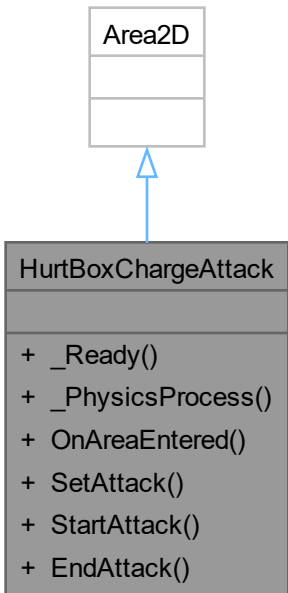 Area2D
HurtBoxChargeAttack
+ _Ready()
+ _PhysicsProcess()
+ OnAreaEntered()
+ SetAttack()
+ StartAttack()
+ EndAttack()